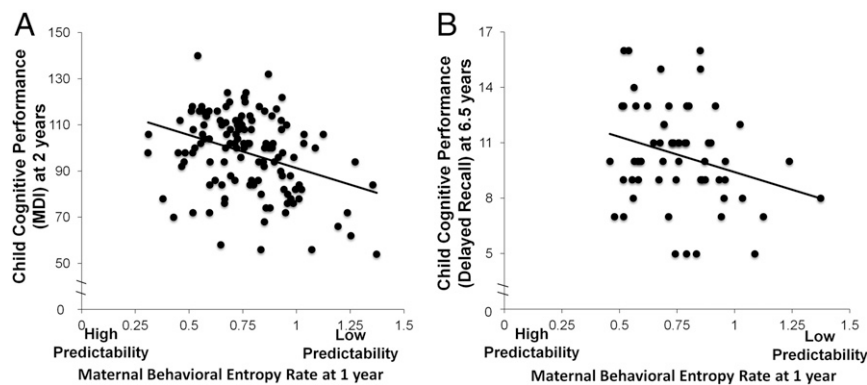 A
Child Cognitive Performance
(MDI) at 2 years
150
130
110
90
70
50
0
0 0.25 0.5 0.75 1 1.25 1.5
High
Predictability
Low
Predictability
Maternal Behavioral Entropy Rate at 1 year
B
Child Cognitive Performance
(Delayed Recall) at 6.5 years
17
14
11
8
5
0
0 0.25 0.5 0.75 1 1.25 1.5
High
Predictability
Low
Predictability
Maternal Behavioral Entropy Rate at 1 year